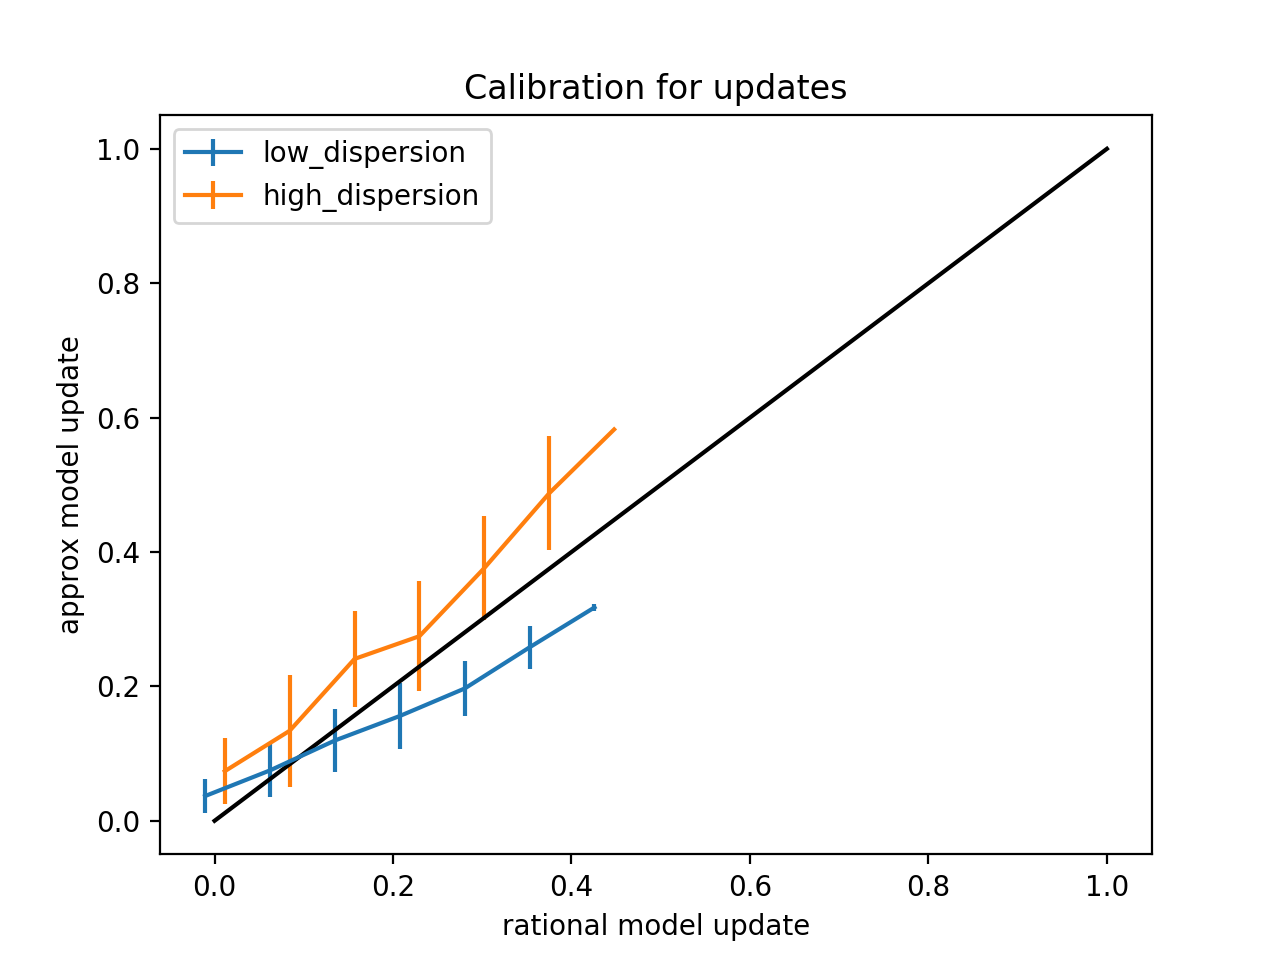 Calibration for updates
low_dispersion
high_dispersion
1.0
0.8
0.6
0.4
0.2
0.0
approx model update
0.0 0.2 0.4 0.6 0.8 1.0
rational model update